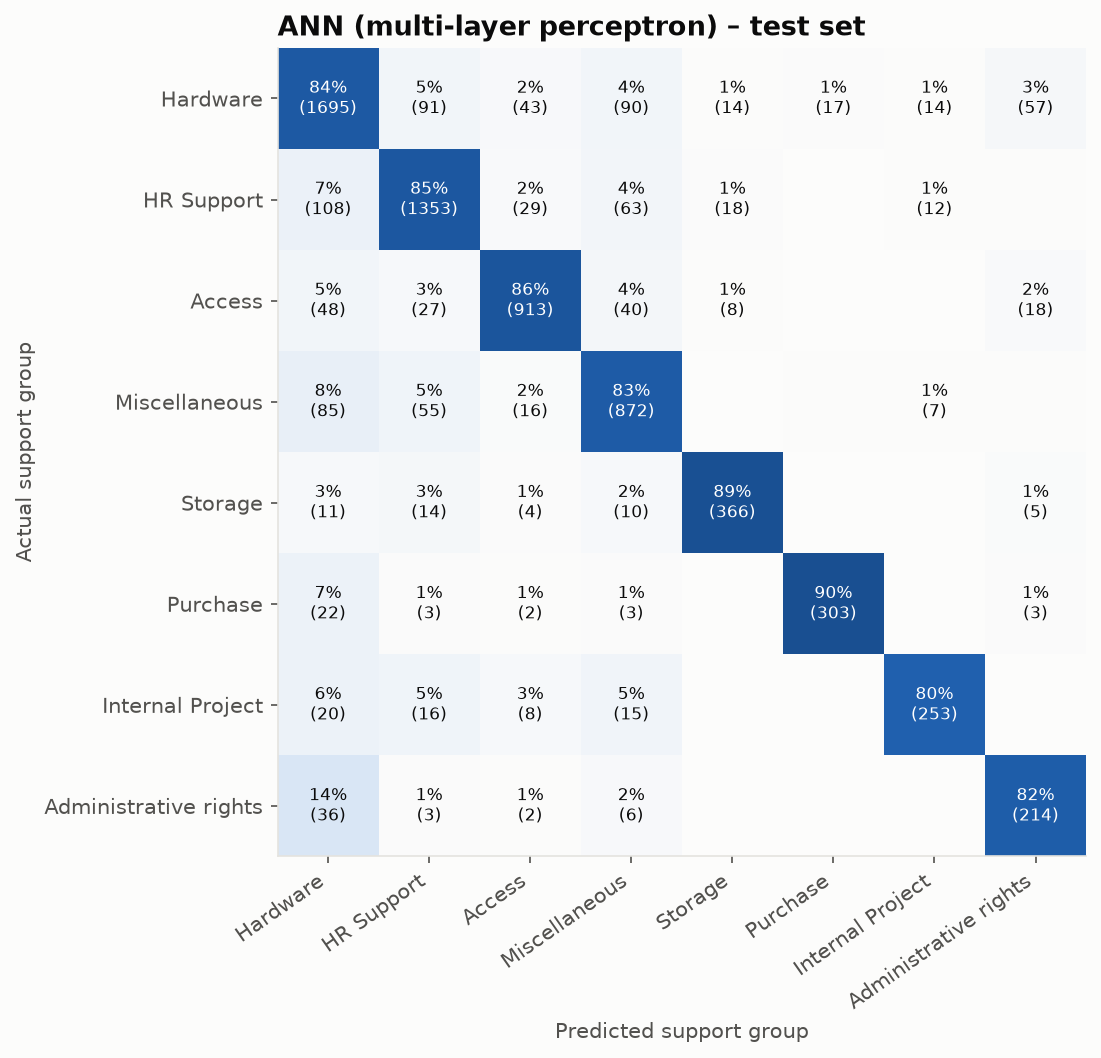 ANN (multi-layer perceptron) – test set
Hardware
84% 5% 2% 4% 1% 1% 1% 3%
(1695) (91) (43) (90) (14) (17) (14) (57)
HR Support
7% 85% 2% 4% 1% 1%
(108) (1353) (29) (63) (18) (12)
Access
5% 3% 86% 4% 1% 2%
(48) (27) (913) (40) (8) (18)
Miscellaneous
8% 5% 2% 83% 1%
(85) (55) (16) (872) (7)
Storage
3% 3% 1% 2% 89% 1%
(11) (14) (4) (10) (366) (5)
Purchase
7% 1% 1% 1% 90% 1%
(22) (3) (2) (3) (303) (3)
Internal Project
6% 5% 3% 5% 80%
(20) (16) (8) (15) (253)
Administrative rights
14% 1% 1% 2% 82%
(36) (3) (2) (6) (214)
Actual support group
Hardware
HR Support
Access
Miscellaneous
Storage
Purchase
Internal Project
Administrative rights
Predicted support group